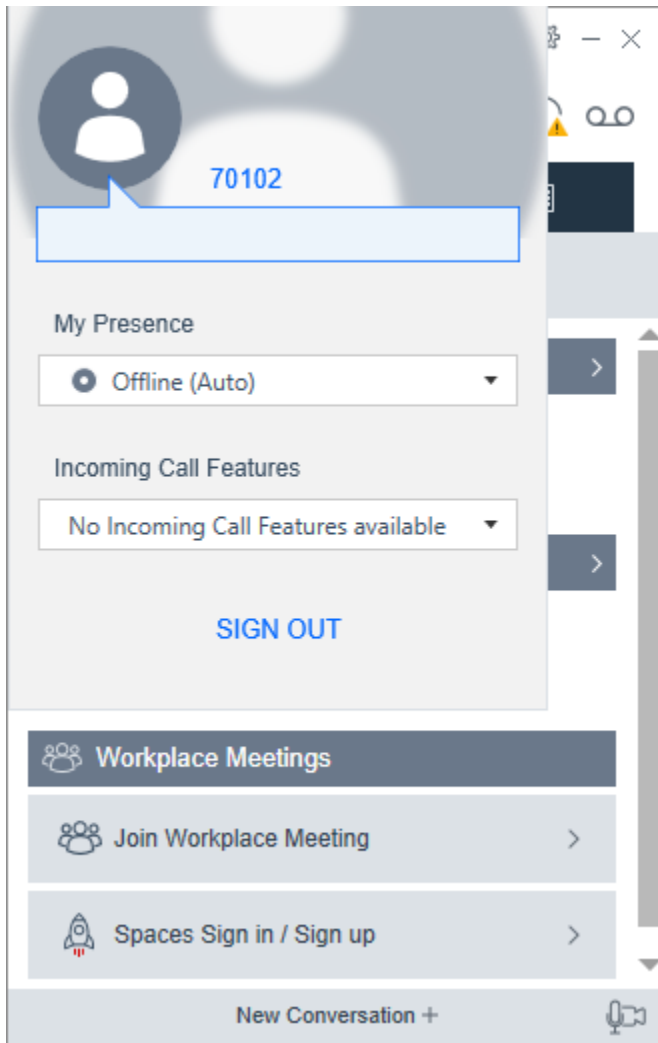 70102
My Presence
Offline (Auto)
Incoming Call Features
No Incoming Call Features available
SIGN OUT
Workplace Meetings
Join Workplace Meeting
Spaces Sign in / Sign up
New Conversation +